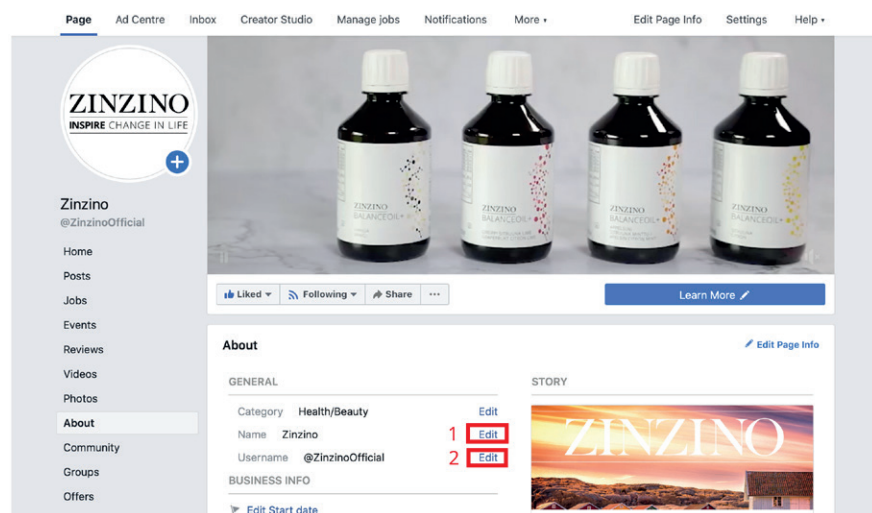 Page Ad Centre Inbox Creator Studio Manage jobs Notifications More Edit Page Info Settings Help
ZINZINO
INSPIRE CHANGE IN LIFE
Zinzino
@ZinzinoOfficial
Home
Posts
Jobs
Events
Reviews
Videos
Photos
About
Community
Groups
Offers
ZINZINO
BALANCEOIL+
ZINZINO
BALANCEOIL+
ZINZINO
BALANCEOIL+
ZINZINO
BALANCEOIL+
Liked Following Share ...
Learn More
About
Edit Page Info
GENERAL
Category Health/Beauty Edit
Name Zinzino 1 Edit
Username @ZinzinoOfficial 2 Edit
BUSINESS INFO
Edit Start date
STORY
ZINZINO